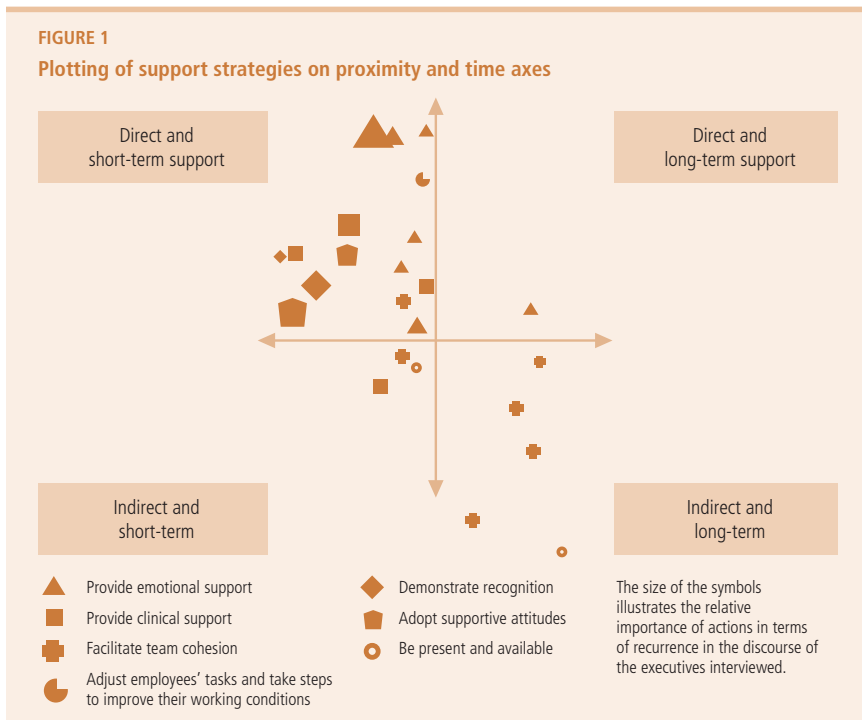 FIGURE 1
Plotting of support strategies on proximity and time axes
Direct and
short-term support
Direct and
long-term support
Indirect and
short-term
Indirect and
long-term
Provide emotional support
Provide clinical support
Facilitate team cohesion
Adjust employees' tasks and take steps
to improve their working conditions
Demonstrate recognition
Adopt supportive attitudes
Be present and available
The size of the symbols
illustrates the relative
importance of actions in terms
of recurrence in the discourse of
the executives interviewed.